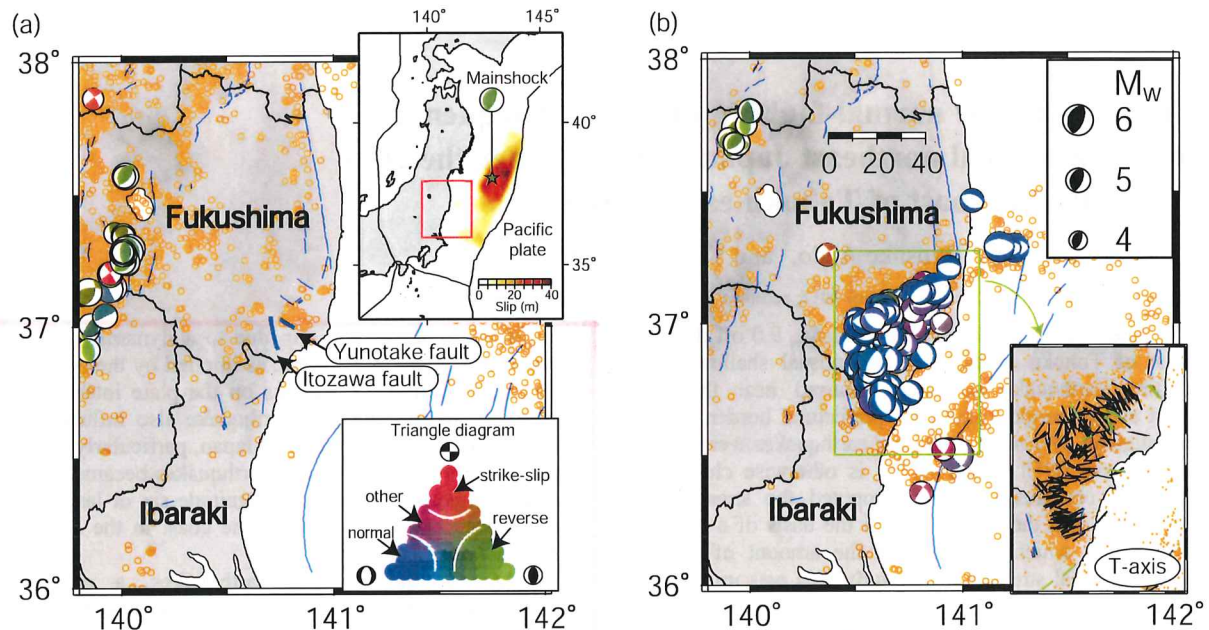 (a)
140°
145°
38°
Mainshock
40°
Fukushima
Pacific
plate
35°
0
20
40
Slip (m)
37°
Yunotake fault
Itozawa fault
Triangle diagram
strike-slip
other
reverse
normal
Ibaraki
36°
140°
141°
142°
(b)
38°
Mw
6
0 20 40
5
Fukushima
4
37°
Ibaraki
T-axis
36°
140°
141°
142°